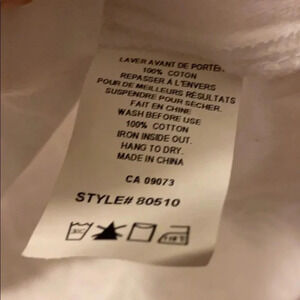 LAVER AVANT DE PORTER.
100% COTON
REPASSER À L'ENVERS
POUR DE MEILLEURS RÉSULTATS
SUSPENDRE POUR SÉCHER.
FAIT EN CHINE
WASH BEFORE USE
100% COTTON
IRON INSIDE OUT.
HANG TO DRY.
MADE IN CHINA
CA 09073
STYLE# 80510